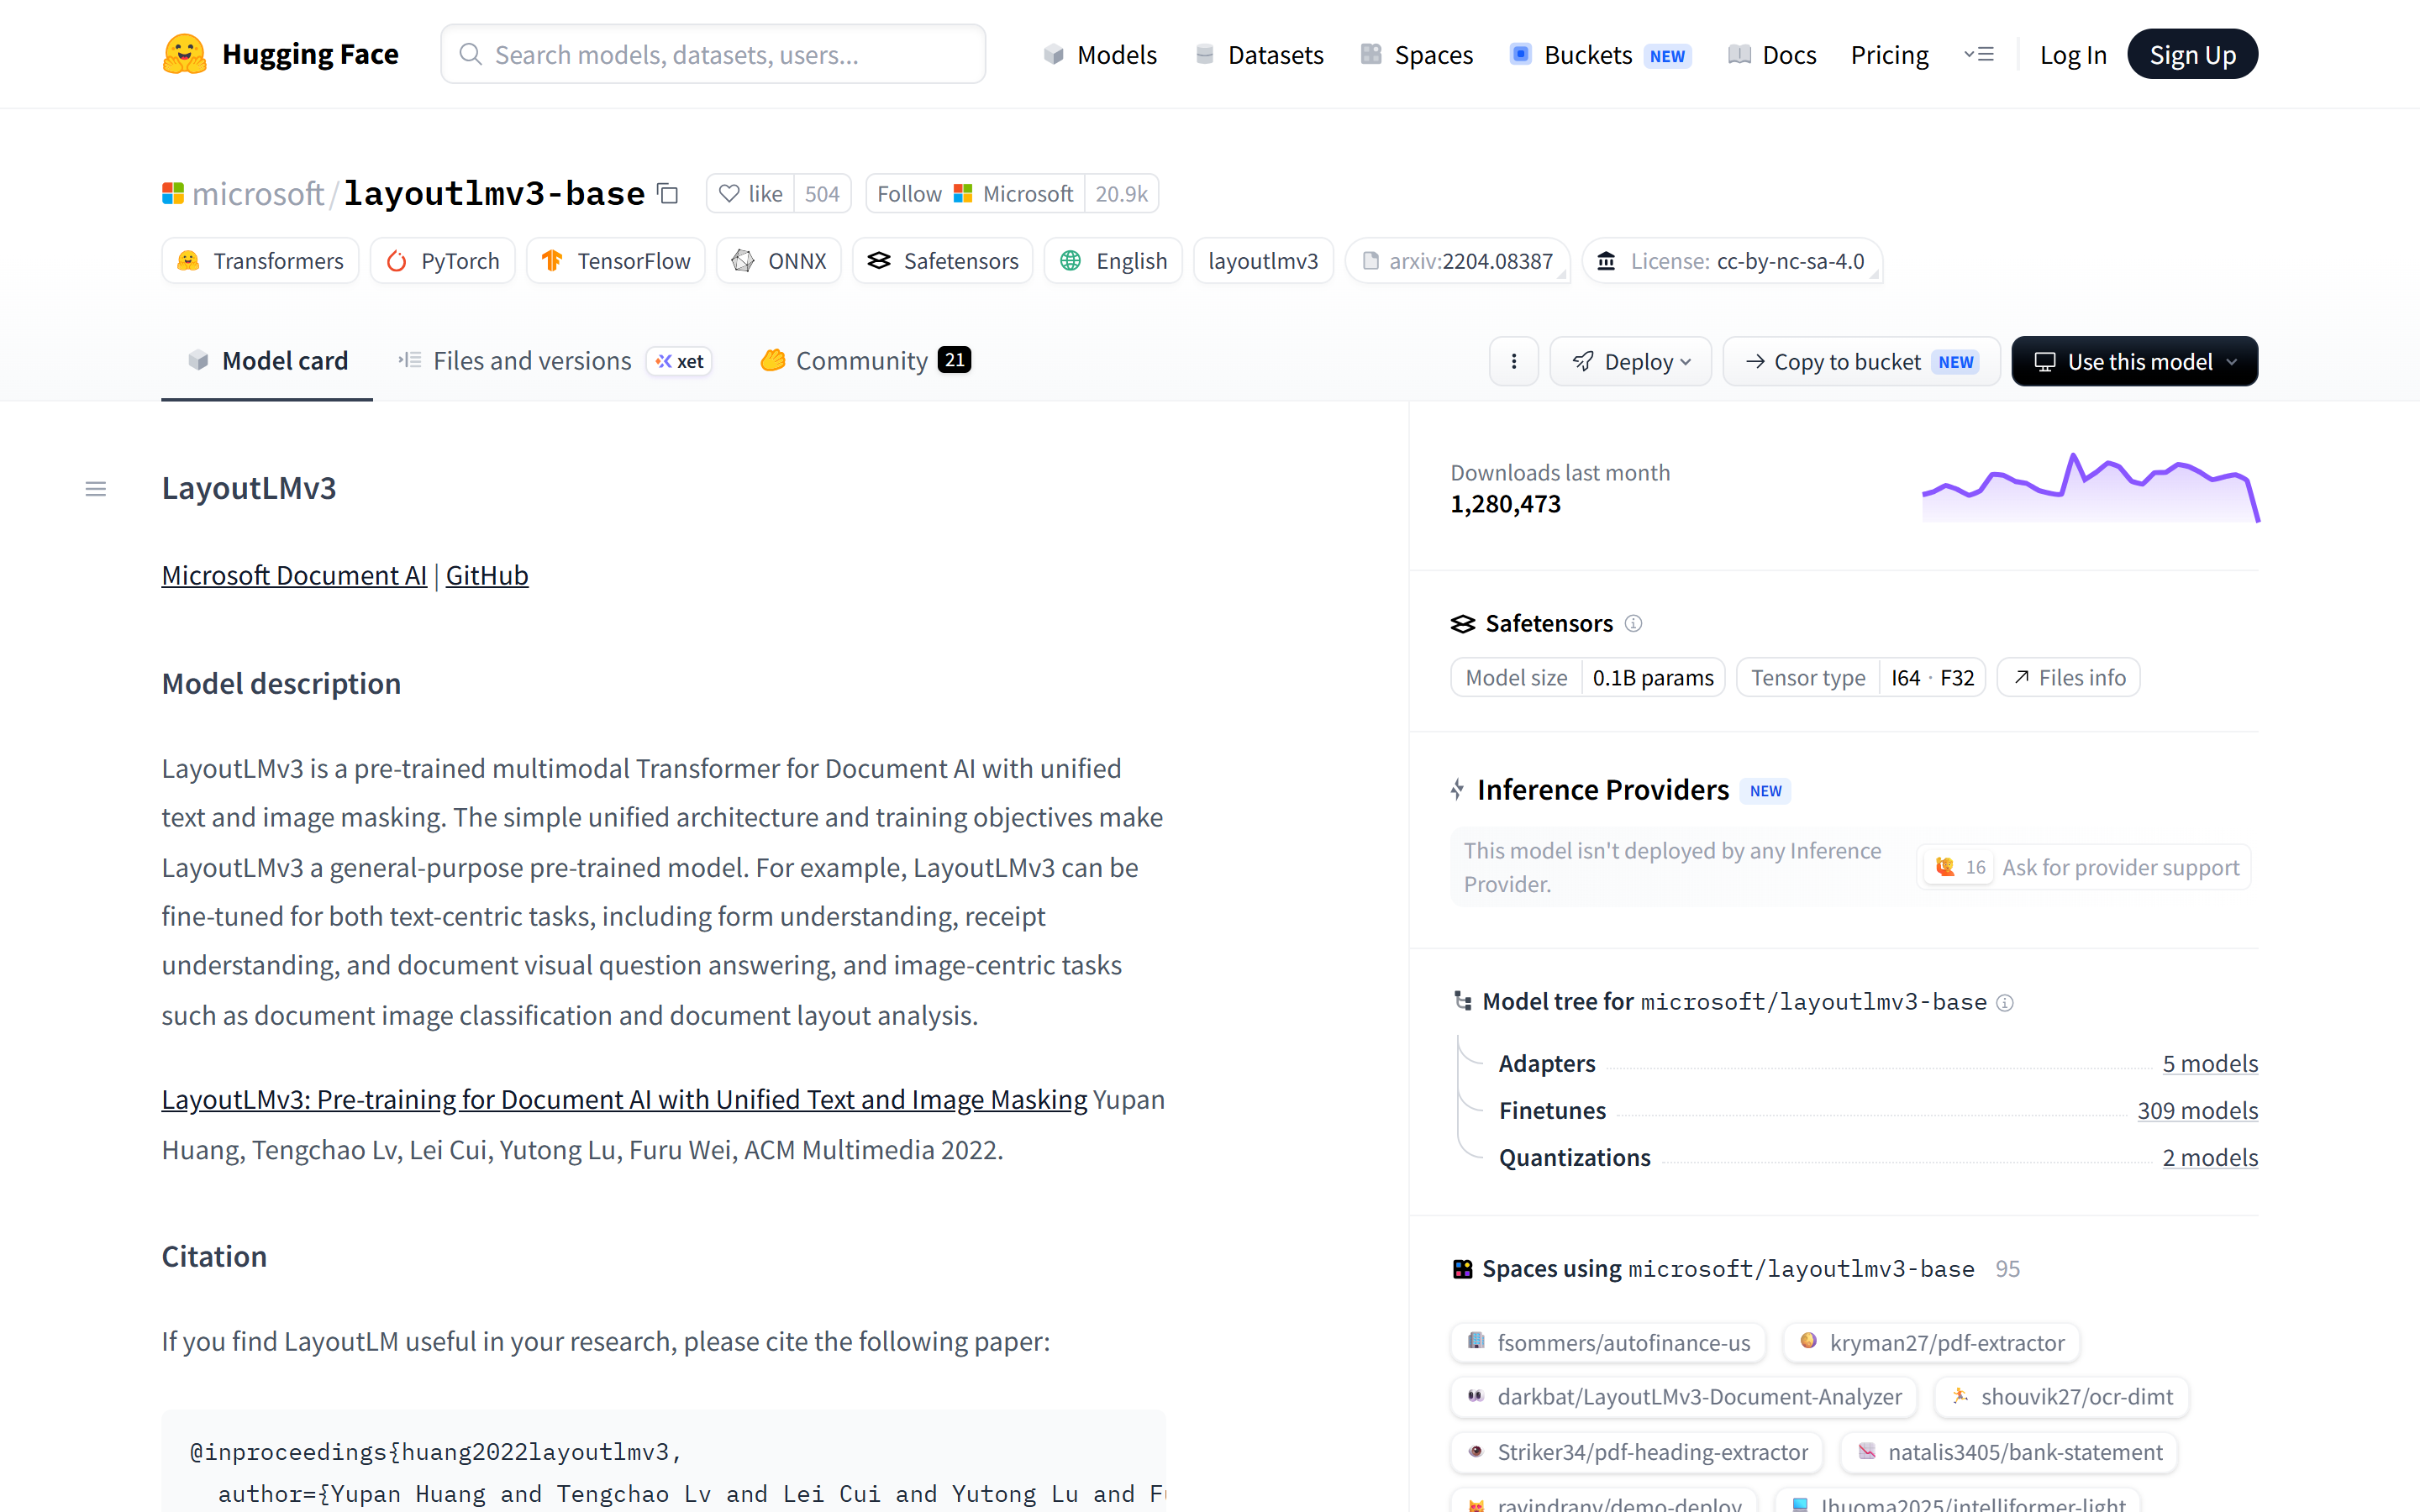 Hugging Face
Search models, datasets, users...
Models
Datasets
Spaces
Buckets NEW
Docs
Pricing
Log In
Sign Up
microsoft/layoutlmv3-base
like 504
Follow Microsoft 20.9k
Transformers
PyTorch
TensorFlow
ONNX
Safetensors
English
layoutlmv3
arxiv:2204.08387
License: cc-by-nc-sa-4.0
Model card
Files and versions xet
Community 21
Deploy
Copy to bucket NEW
Use this model
LayoutLMv3
Microsoft Document AI | GitHub
Model description
LayoutLMv3 is a pre-trained multimodal Transformer for Document AI with unified
text and image masking. The simple unified architecture and training objectives make
LayoutLMv3 a general-purpose pre-trained model. For example, LayoutLMv3 can be
fine-tuned for both text-centric tasks, including form understanding, receipt
understanding, and document visual question answering, and image-centric tasks
such as document image classification and document layout analysis.
LayoutLMv3: Pre-training for Document AI with Unified Text and Image Masking Yupan
Huang, Tengchao Lv, Lei Cui, Yutong Lu, Furu Wei, ACM Multimedia 2022.
Citation
If you find LayoutLM useful in your research, please cite the following paper:
@inproceedings{huang2022layoutlmv3,
author={Yupan Huang and Tengchao Lv and Lei Cui and Yutong Lu and
Downloads last month
1,280,473
Safetensors
Model size 0.1B params
Tensor type I64 · F32
Files info
Inference Providers NEW
This model isn't deployed by any Inference
Provider.
16 Ask for provider support
Model tree for microsoft/layoutlmv3-base
Adapters 5 models
Finetunes 309 models
Quantizations 2 models
Spaces using microsoft/layoutlmv3-base 95
fsommers/autofinance-us
kryman27/pdf-extractor
darkbat/LayoutLMv3-Document-Analyzer
shouvik27/ocr-dimt
Striker34/pdf-heading-extractor
natalis3405/bank-statement
ravindranv/demo-deploy